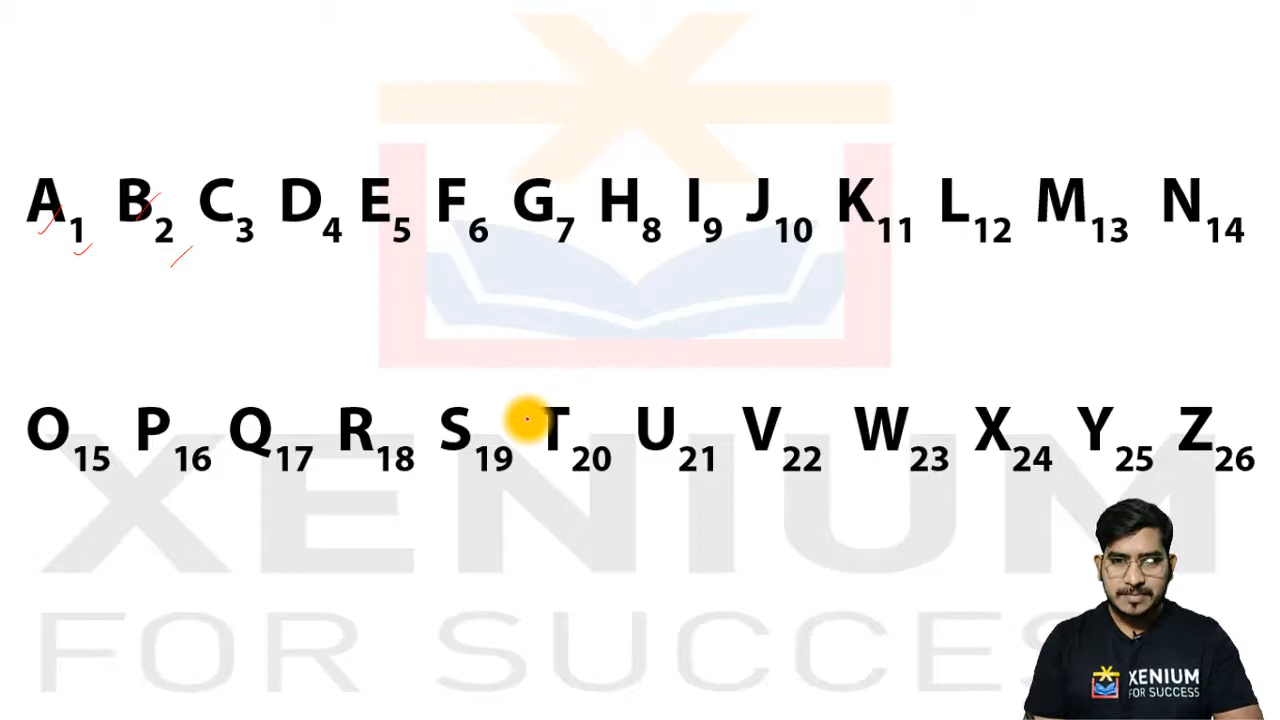 A1 B2 C3 D4 E5 F6 G7 H8 I9 J10 K11 L12 M13 N14
O15 P16 Q17 R18 S19 T20 U21 V22 W23 X24 Y25 Z26
XENIUM
FOR SUCCESS
XENIUM
FOR SUCCESS